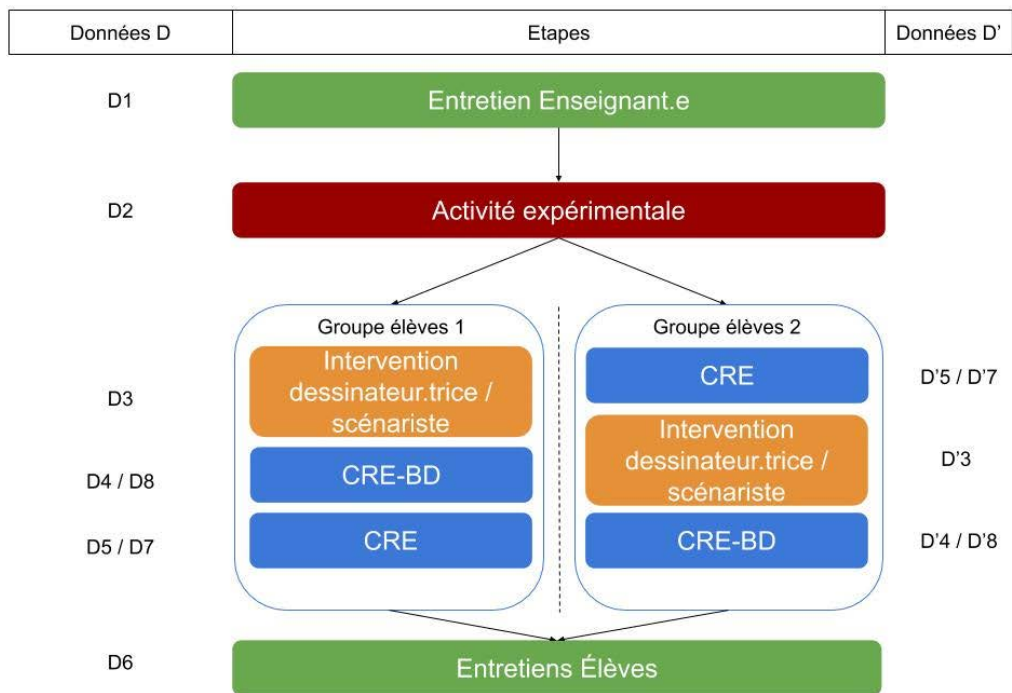 Données D
Etapes
Données D’
D1
Entretien Enseignant.e
D2
Activité expérimentale
Groupe élèves 1
Groupe élèves 2
D3
Intervention
dessinateur.trice /
scénariste
CRE
D’5 / D’7
Intervention
dessinateur.trice /
scénariste
D’3
D4 / D8
CRE-BD
D5 / D7
CRE
CRE-BD
D’4 / D’8
D6
Entretiens Élèves